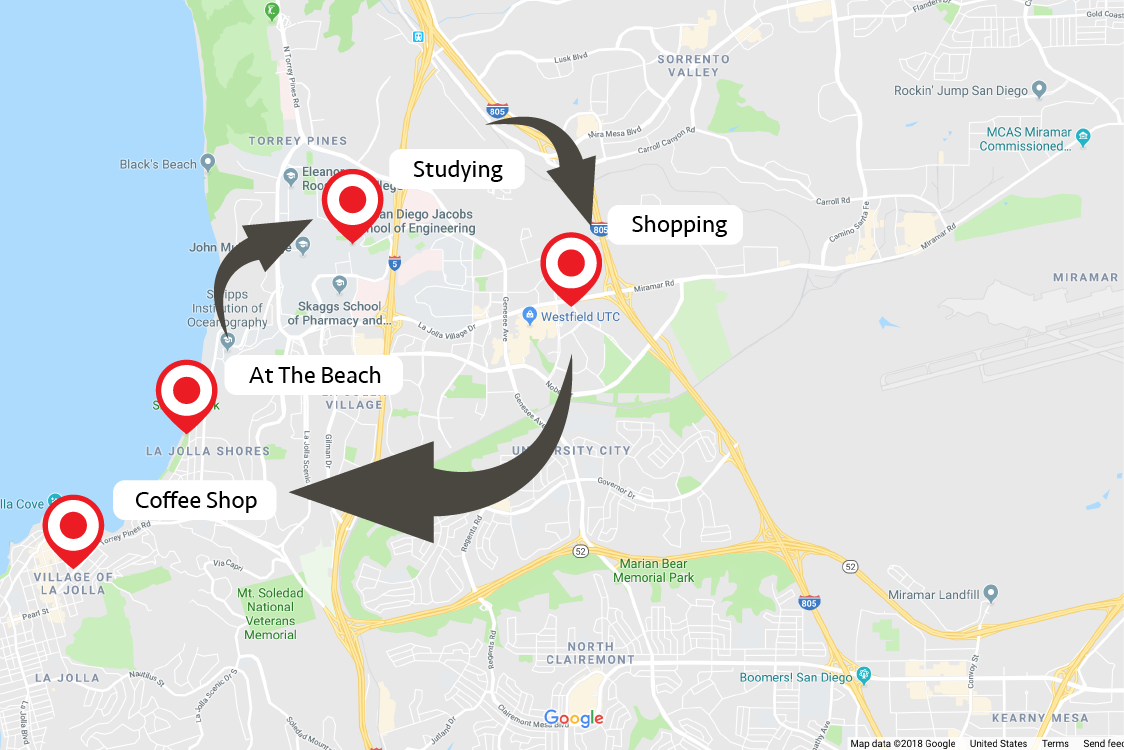 Gold Coast
Flanders Dr
N Torrey Pines Rd
Lusk Blvd
SORRENTO
VALLEY
Rockin' Jump San Diego
805
Mira Mesa Blvd
Carroll Canyon Rd
MCAS Miramar
Commissioned...
TORREY PINES
Black's Beach
Studying
Eleanor
San Diego Jacobs
School of Engineering
Carroll Rd
Camino Santa Fe
Miramar Rd
Shopping
805
5
MIRAMAR
Scripps
Institution of
Oceanography
Skaggs School
of Pharmacy and...
Miramar Rd
Westfield UTC
La Jolla Village Dr
Genesee Ave
At The Beach
VILLAGE
Genesee Ave
LA JOLLA SHORES
La Jolla Scenic
Gilman Dr
UNIVERSITY CITY
Governor Dr
Coffee Shop
lla Cove
Torrey Pines Rd
Regents Rd
52
Marian Bear
Memorial Park
52
Via Capri
VILLAGE OF
LA JOLLA
Pearl St
Mt. Soledad
National
Veterans
Memorial
805
Miramar Landfill
Regents Rd
NORTH
CLAIREMONT
Convoy St
LA JOLLA
Nautilus St
La Jolla Scenic Dr S
Boomers! San Diego
La Jolla Blvd
Soledad Mountain
Jutland Dr
Clairemont Mesa Blvd
Google
KEARNY MESA
Map data ©2018 Google United States Terms Send feed